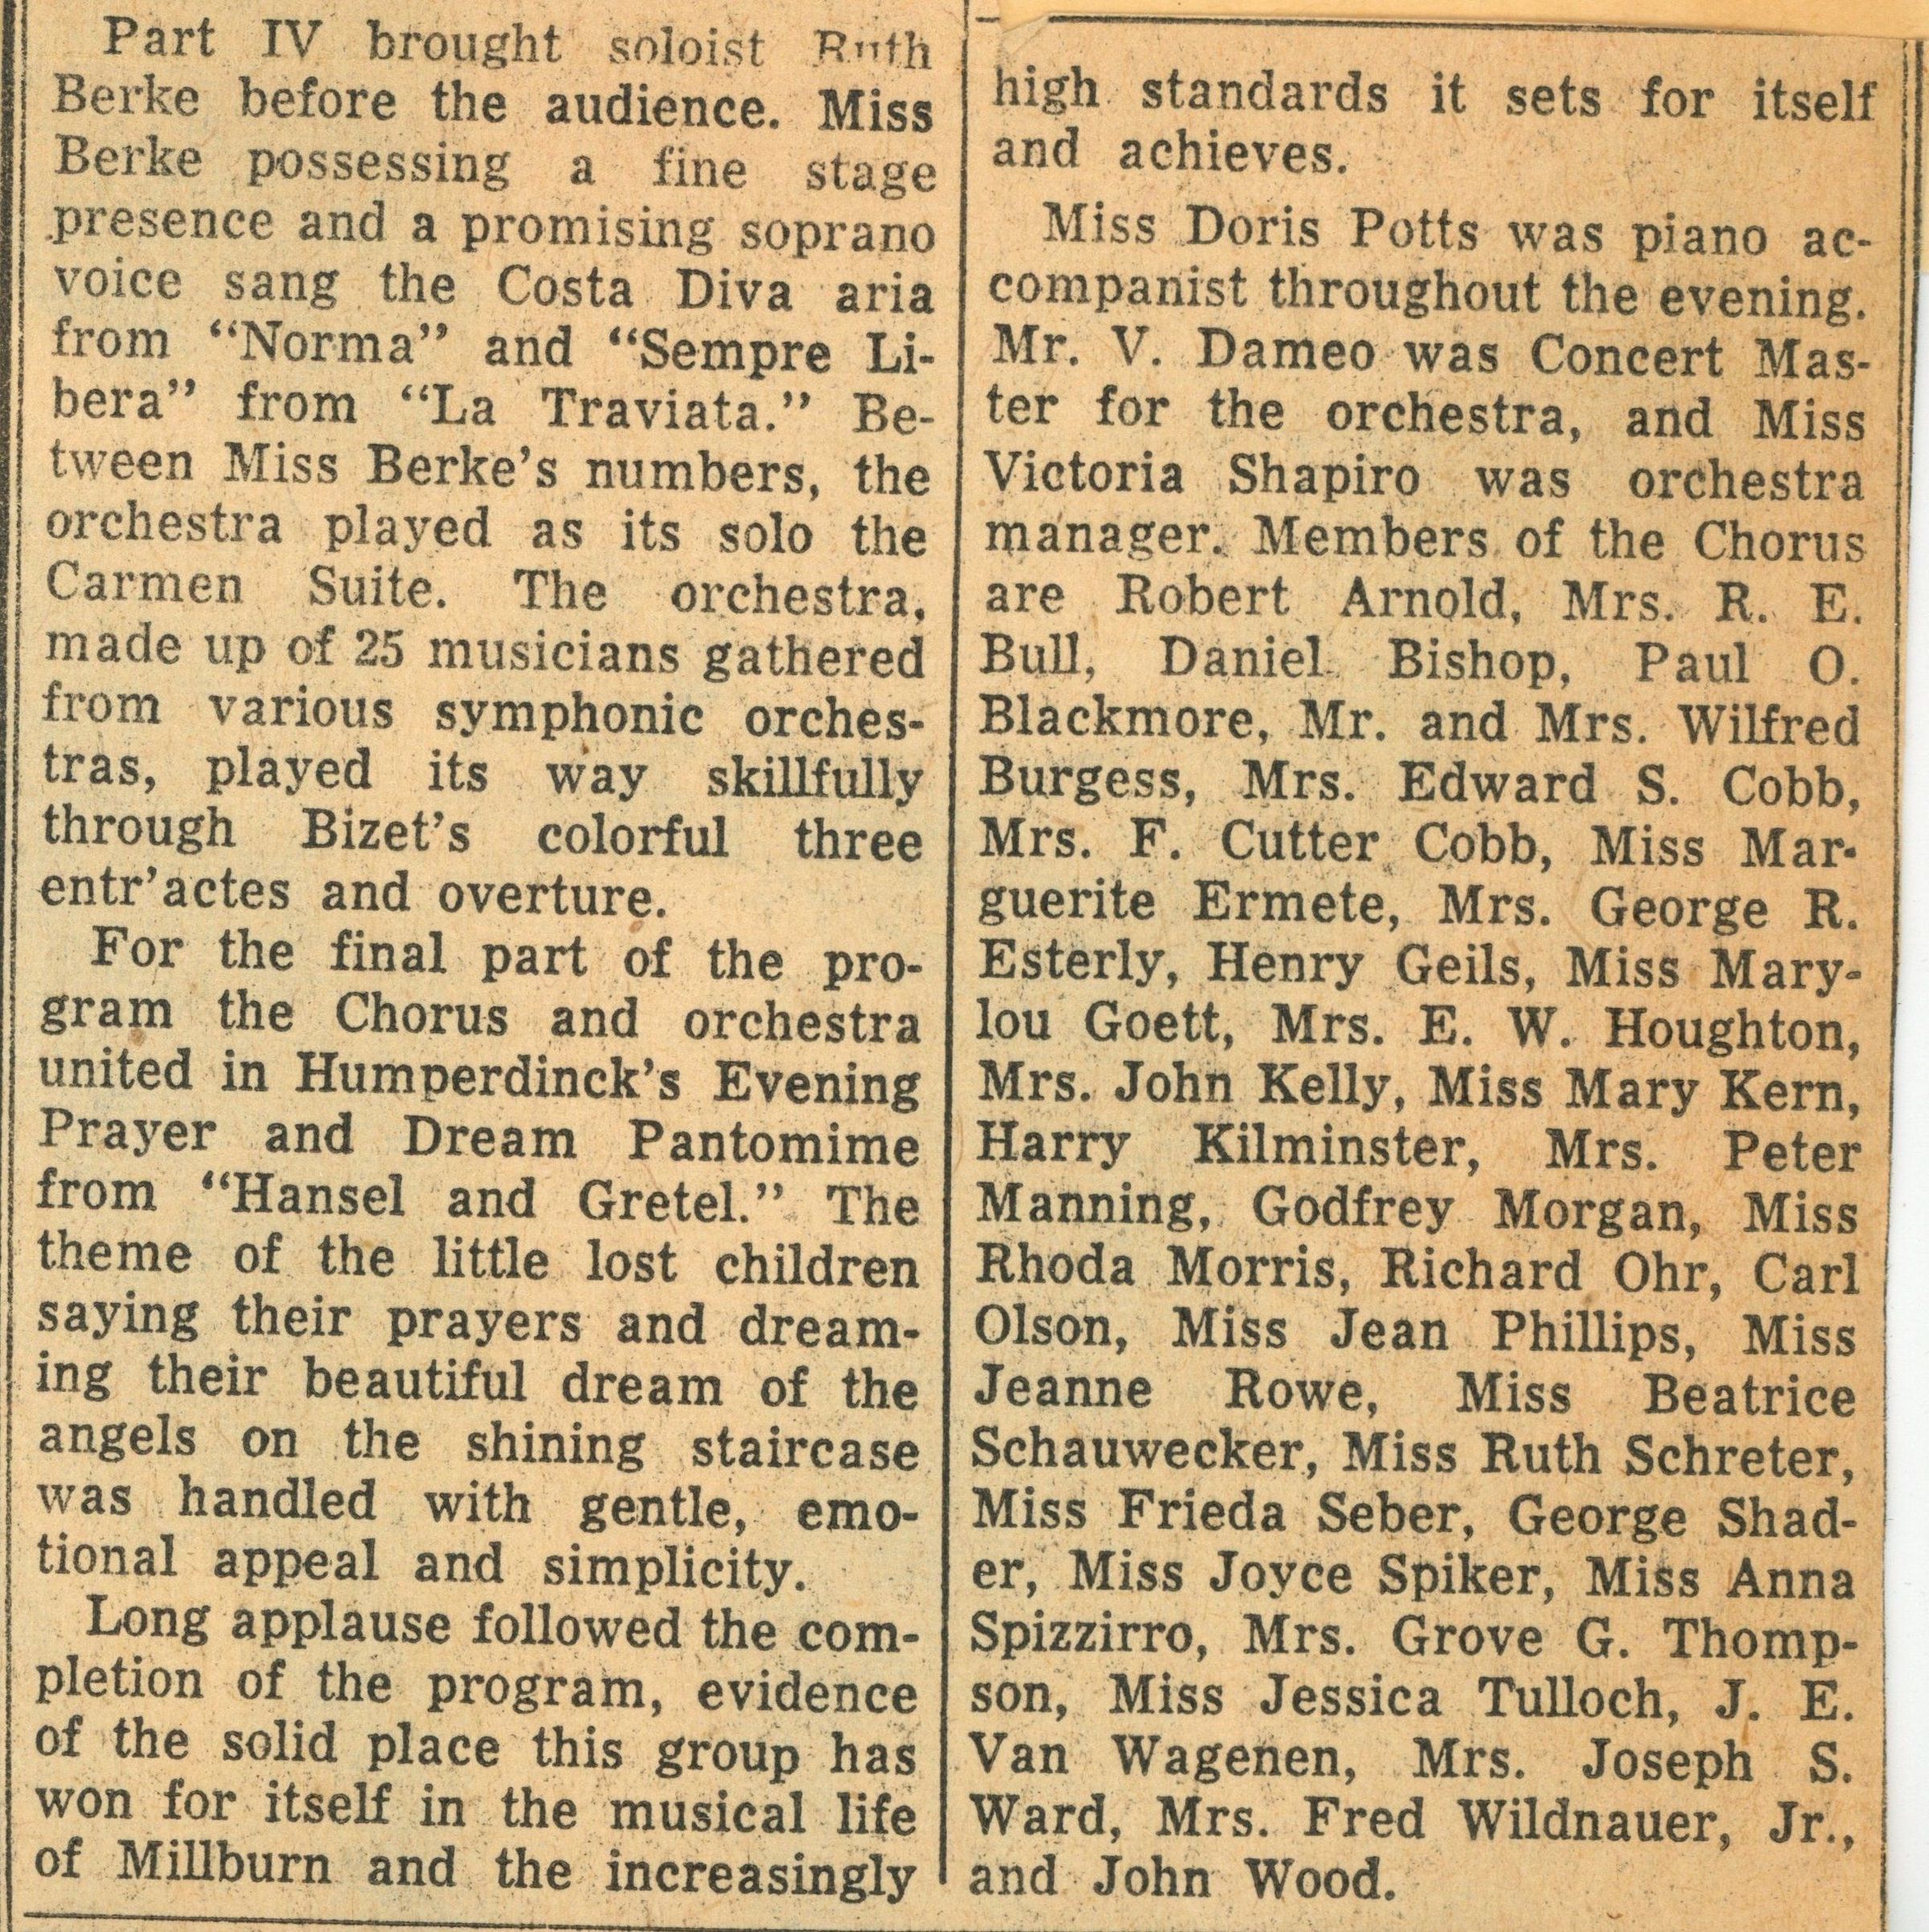 Part IV brought soloist Ruth
Berke before the audience. Miss
Berke possessing a fine stage
presence and a promising soprano
voice sang the Costa Diva aria
from “Norma” and “Sempre Li-
bera” from “La Traviata.” Be-
tween Miss Berke’s numbers, the
orchestra played as its solo the
Carmen Suite. The orchestra,
made up of 25 musicians gathered
from various symphonic orches-
tras, played its way skillfully
through Bizet’s colorful three
entr’actes and overture.
For the final part of the pro-
gram the Chorus and orchestra
united in Humperdinck’s Evening
Prayer and Dream Pantomime
from “Hansel and Gretel.” The
theme of the little lost children
saying their prayers and dream-
ing their beautiful dream of the
angels on the shining staircase
was handled with gentle, emo-
tional appeal and simplicity.
Long applause followed the com-
pletion of the program, evidence
of the solid place this group has
won for itself in the musical life
of Millburn and the increasingly
high standards it sets for itself
and achieves.
Miss Doris Potts was piano ac-
companist throughout the evening.
Mr. V. Dameo was Concert Mas-
ter for the orchestra, and Miss
Victoria Shapiro was orchestra
manager. Members of the Chorus
are Robert Arnold, Mrs. R. E.
Bull, Daniel Bishop, Paul O.
Blackmore, Mr. and Mrs. Wilfred
Burgess, Mrs. Edward S. Cobb,
Mrs. F. Cutter Cobb, Miss Mar-
guerite Ermete, Mrs. George R.
Esterly, Henry Geils, Miss Mary-
lou Goett, Mrs. E. W. Houghton,
Mrs. John Kelly, Miss Mary Kern,
Harry Kilminster, Mrs. Peter
Manning, Godfrey Morgan, Miss
Rhoda Morris, Richard Ohr, Carl
Olson, Miss Jean Phillips, Miss
Jeanne Rowe, Miss Beatrice
Schauwecker, Miss Ruth Schreter,
Miss Frieda Seber, George Shad-
er, Miss Joyce Spiker, Miss Anna
Spizzirro, Mrs. Grove G. Thomp-
son, Miss Jessica Tulloch, J. E.
Van Wagenen, Mrs. Joseph S.
Ward, Mrs. Fred Wildnauer, Jr.,
and John Wood.